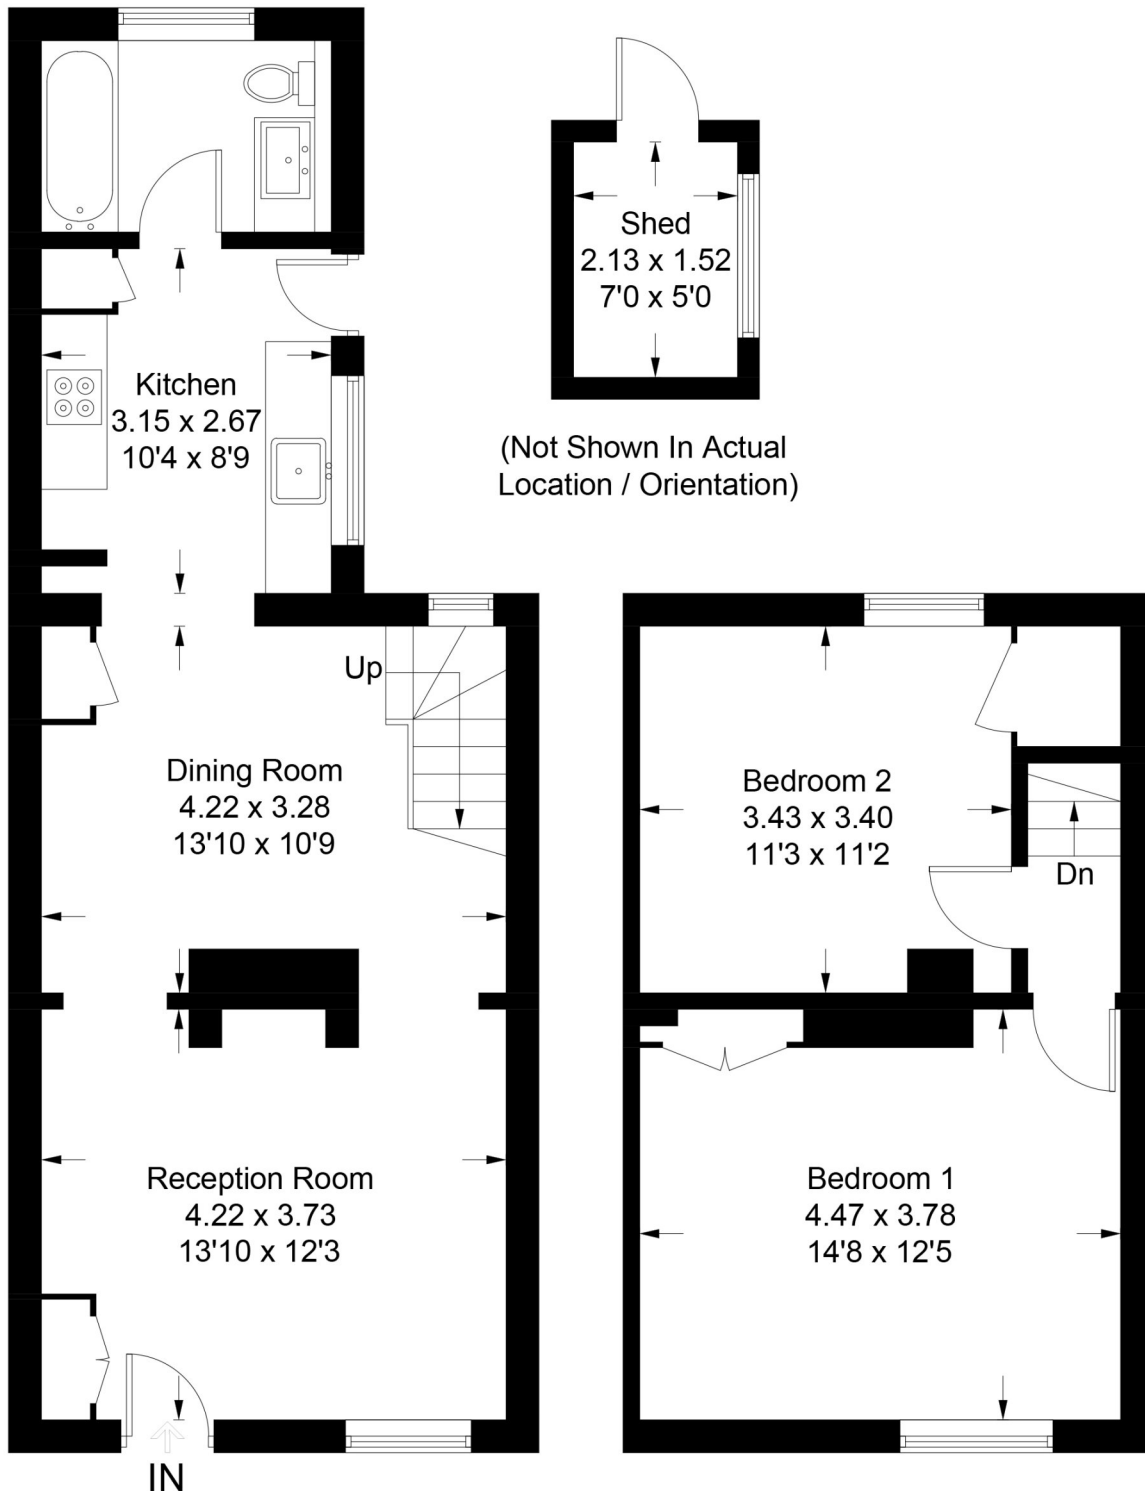 Shed
2.13 x 1.52
7'0 x 5'0
(Not Shown In Actual
Location / Orientation)
Kitchen
3.15 x 2.67
10'4 x 8'9
Up
Dining Room
4.22 x 3.28
13'10 x 10'9
Reception Room
4.22 x 3.73
13'10 x 12'3
IN
Bedroom 2
3.43 x 3.40
11'3 x 11'2
Dn
Bedroom 1
4.47 x 3.78
14'8 x 12'5